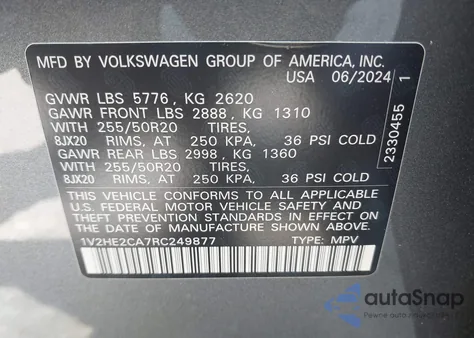 MFD BY VOLKSWAGEN GROUP OF AMERICA, INC.
USA 06/2024
GVWR LBS 5776, KG 2620
GAWR FRONT LBS 2888, KG 1310
WITH 255/50R20 TIRES,
8JX20 RIMS, AT 250 KPA, 36 PSI COLD
GAWR REAR LBS 2998, KG 1360
WITH 255/50R20 TIRES,
8JX20 RIMS, AT 250 KPA, 36 PSI COLD
THIS VEHICLE CONFORMS TO ALL APPLICABLE
U.S. FEDERAL MOTOR VEHICLE SAFETY AND
THEFT PREVENTION STANDARDS IN EFFECT ON
THE DATE OF MANUFACTURE SHOWN ABOVE.
1V2HE2CA7RC249877 TYPE: MPV
2330455 1
autoSnap